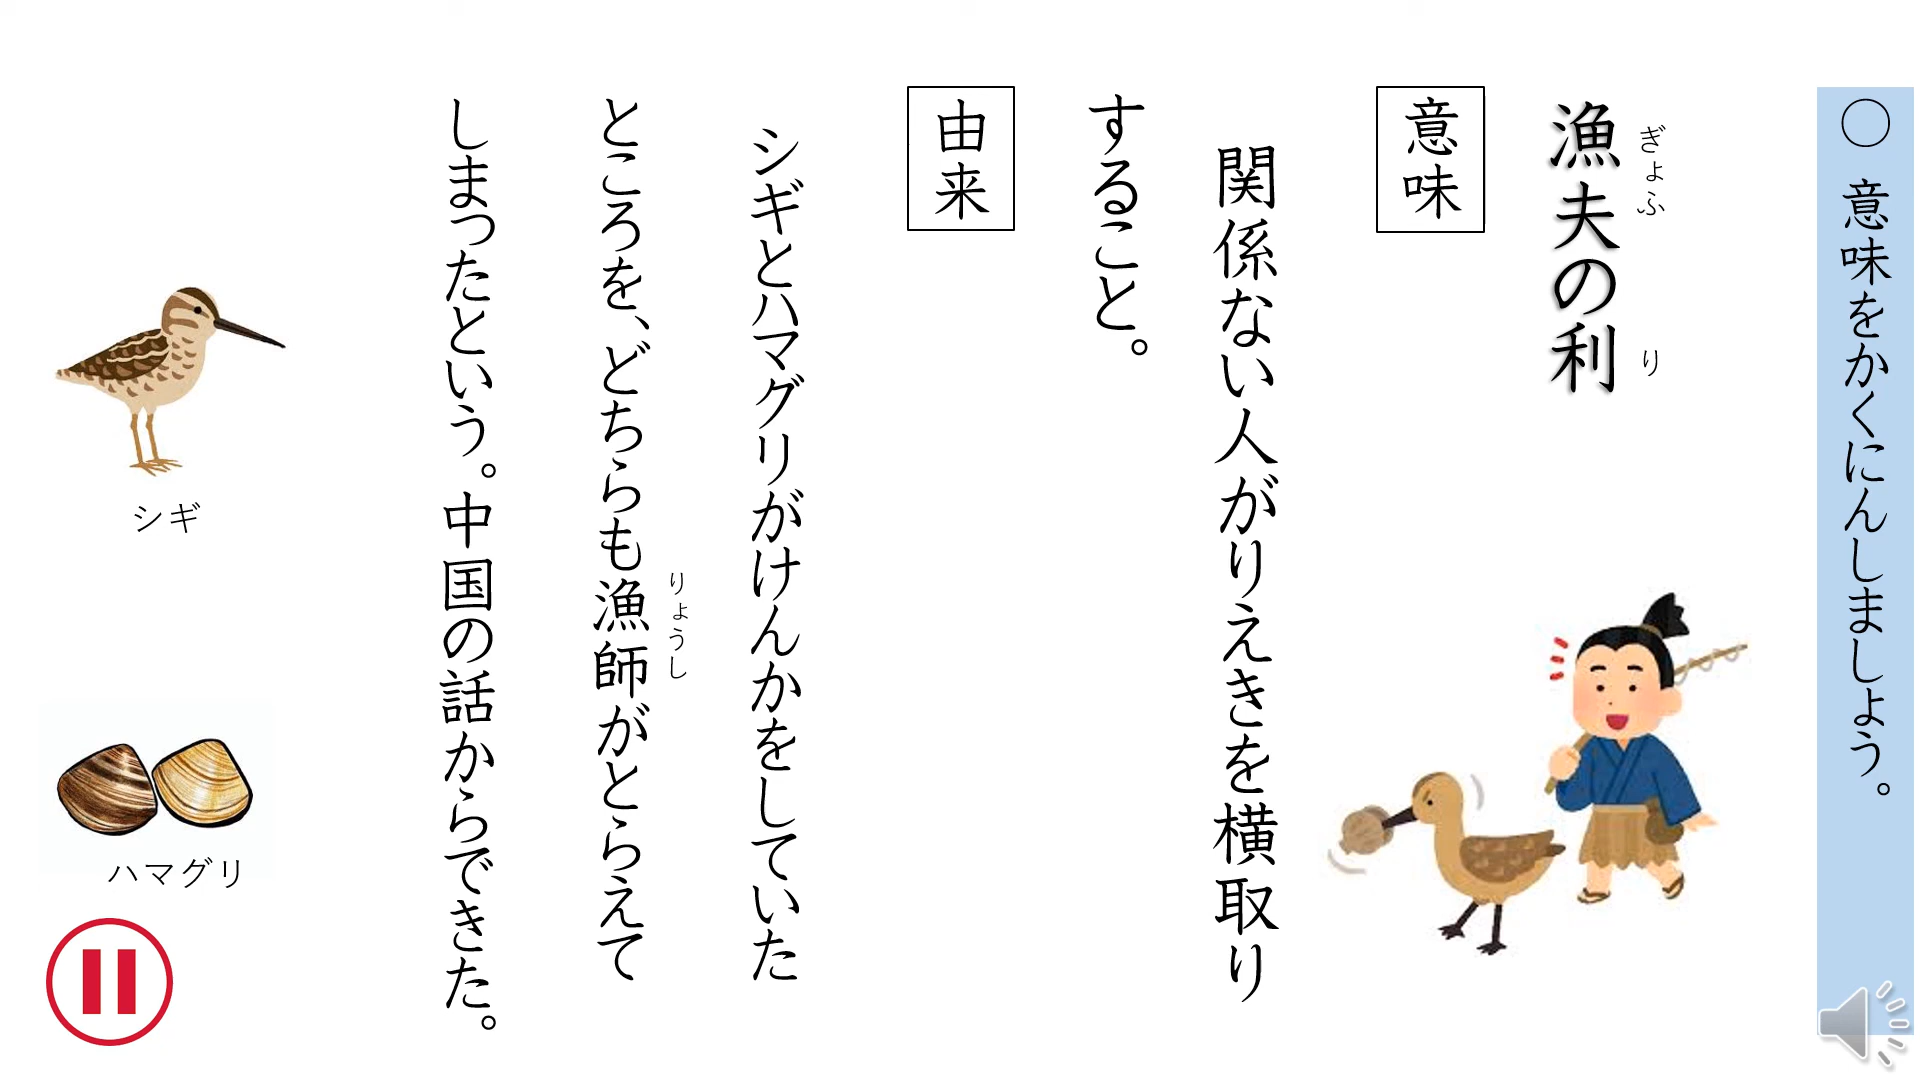 ○ 意味をかくにんしましょう。
漁夫の利
ぎょふ り
意味
関係ない人がりえきを横取り
すること。
由来
シギとハマグリがけんかをしていた
ところを、どちらも漁師がとらえて
りょうし
しまったという。中国の話からできた。
シギ
ハマグリ